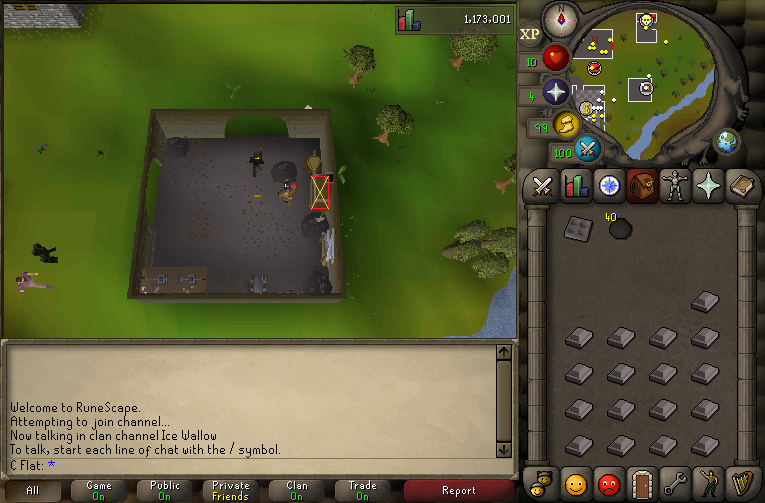 1,173,001
XP
N
10
4
99
100
40
Welcome to RuneScape.
Attempting to join channel...
Now talking in clan channel Ice Wallow
To talk, start each line of chat with the / symbol.
C Flat: *
All
Game
On
Public
On
Private
Friends
Clan
On
Trade
On
Report